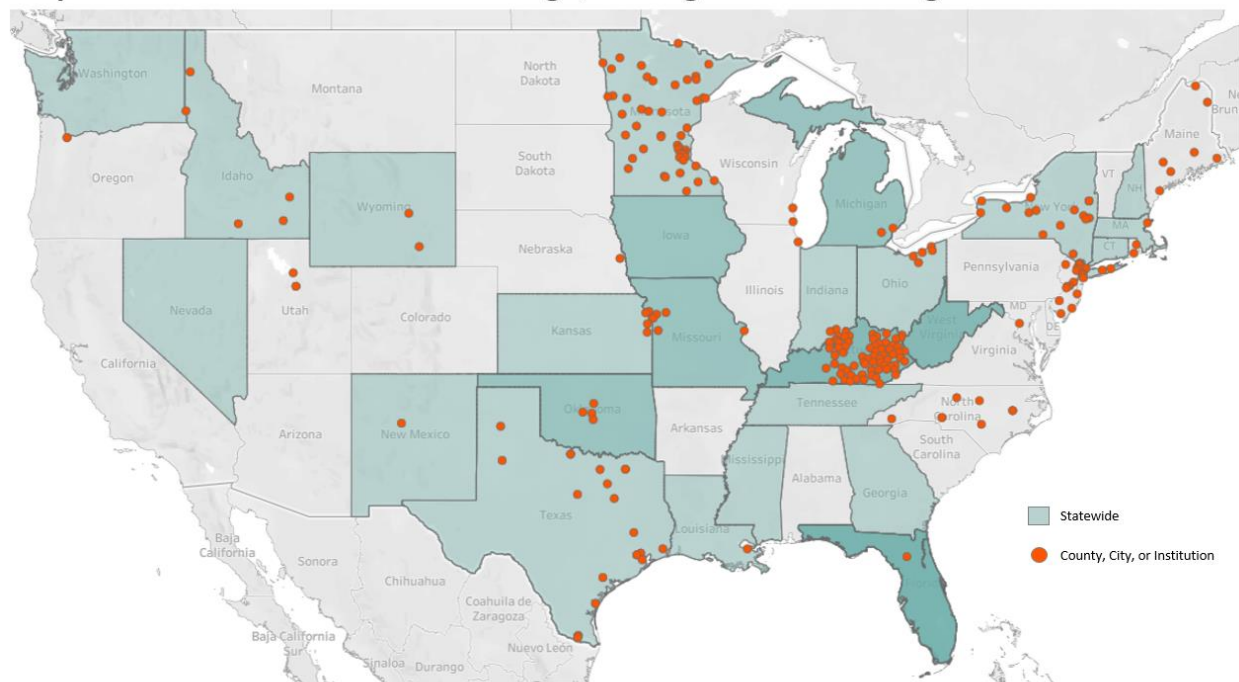 Washington
Montana
North
Dakota
Minnesota
Maine
New
Brun
Oregon
Idaho
South
Dakota
Wisconsin
VT
NH
Wyoming
Michigan
New York
MA
CT
Iowa
Nebraska
Pennsylvania
Nevada
Utah
Illinois
Indiana
Ohio
MD
DE
Colorado
Kansas
Missouri
West
Virginia
Virginia
California
Tennessee
North
Carolina
Arizona
New Mexico
Oklahoma
Arkansas
South
Carolina
Mississippi
Alabama
Georgia
Texas
Louisiana
Statewide
County, City, or Institution
Baja
California
Sonora
Chihuahua
Coahuila de
Zaragoza
Baja California
Sur
Sinaloa
Durango
Nuevo León